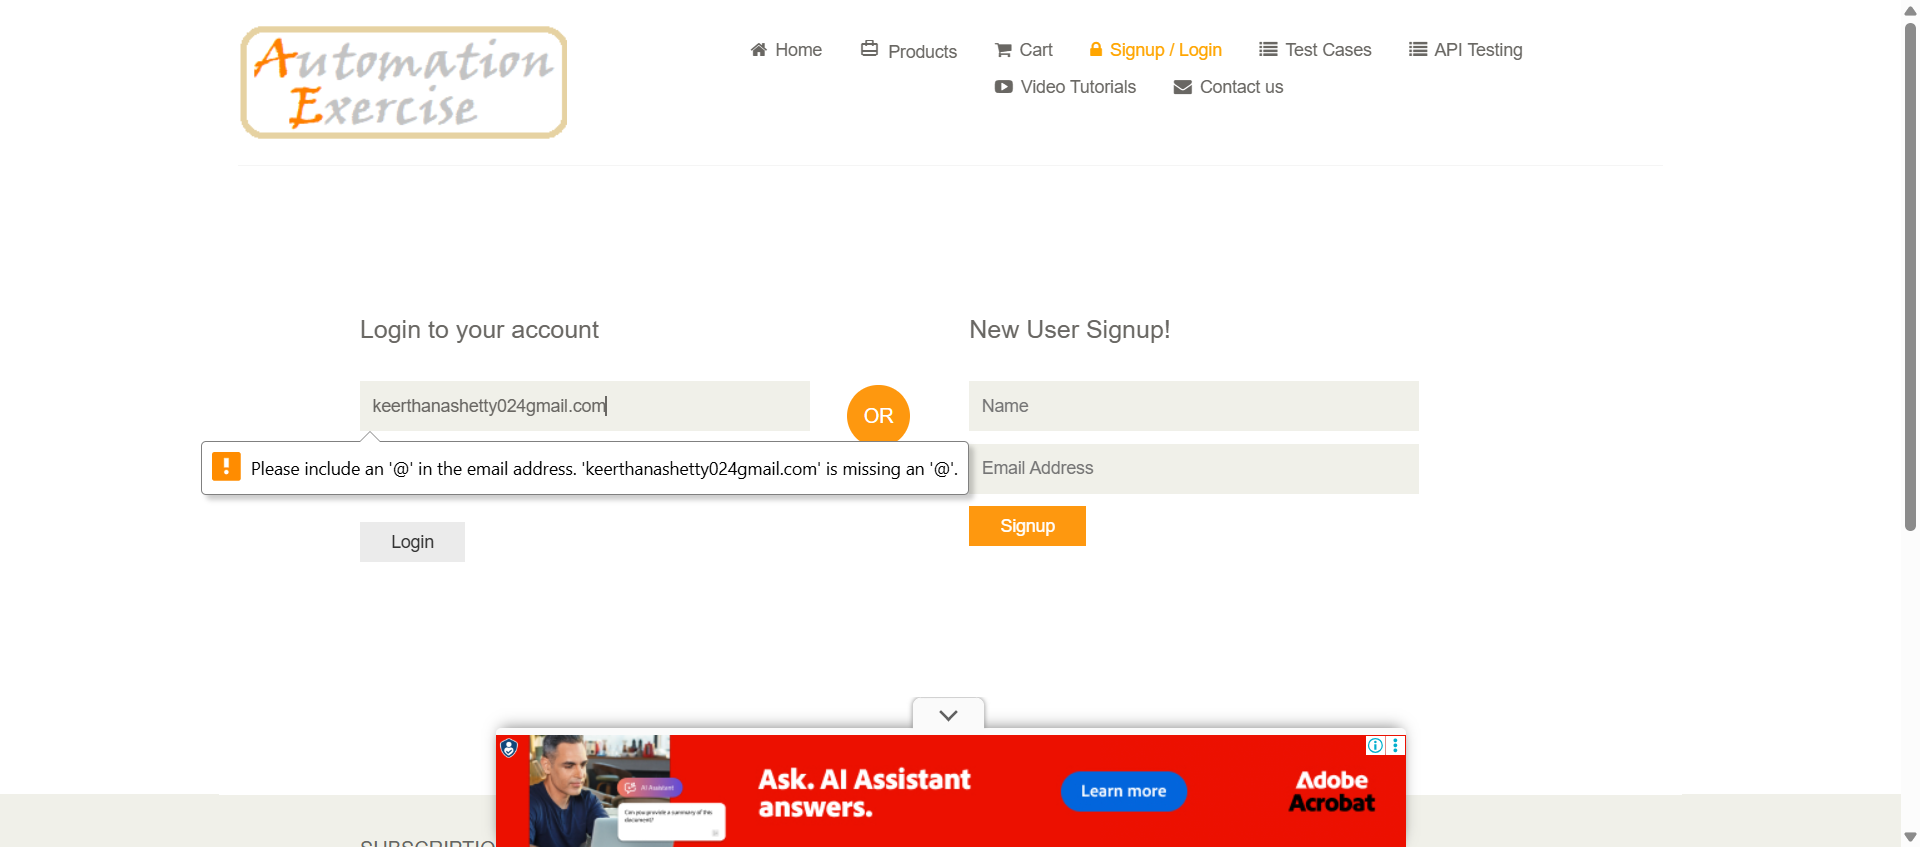 Automation
Exercise
Home
Products
Cart
Signup / Login
Test Cases
API Testing
Video Tutorials
Contact us
Login to your account
keerthanashetty024gmail.com
Please include an '@' in the email address. 'keerthanashetty024gmail.com' is missing an '@'.
Login
OR
New User Signup!
Name
Email Address
Signup
AI Assistant
Can you provide a summary of this
document?
Ask. AI Assistant
answers.
Learn more
Adobe
Acrobat